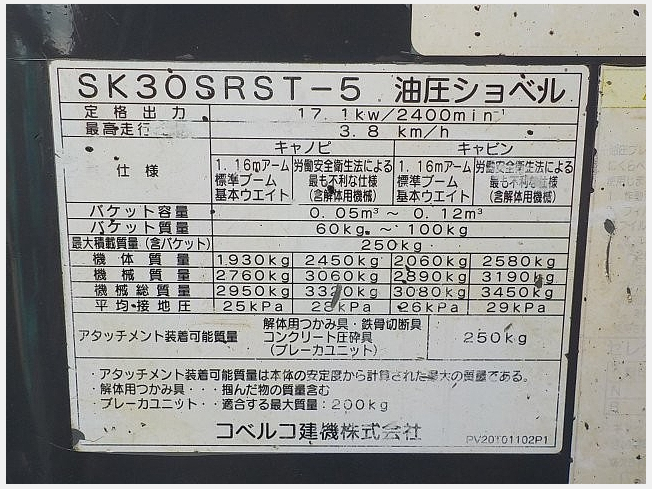 SK30SRST-5 油圧ショベル
定格出力 17.1kw/2400min⁻¹
最高走行 3.8 km/h
仕様 キャノピ キャビン
1.16mアーム 標準ブーム 基本ウエイト 労働安全衛生法による 最も不利な仕様 (含解体用機械) 1.16mアーム 標準ブーム 基本ウエイト 労働安全衛生法による 最も不利な仕様 (含解体用機械)
バケット容量 0.05m³ ~ 0.12m³
バケット質量 60kg ~ 100kg
最大積載質量 (含バケット) 250kg
機体質量 1930kg 2450kg 2060kg 2580kg
機械質量 2760kg 3060kg 2890kg 3190kg
機械総質量 2950kg 3320kg 3080kg 3450kg
平均接地圧 25kPa 28kPa 26kPa 29kPa
アタッチメント装着可能質量 解体用つかみ具・鉄骨切断具 コンクリート圧砕具 (ブレーカユニット) 250kg
・アタッチメント装着可能質量は本体の安定度から計算された最大の質量である。
・解体用つかみ具・・・掴んだ物の質量含む
ブレーカユニット・・適合する最大質量:200kg
コベルコ建機株式会社 PV20T01102P1